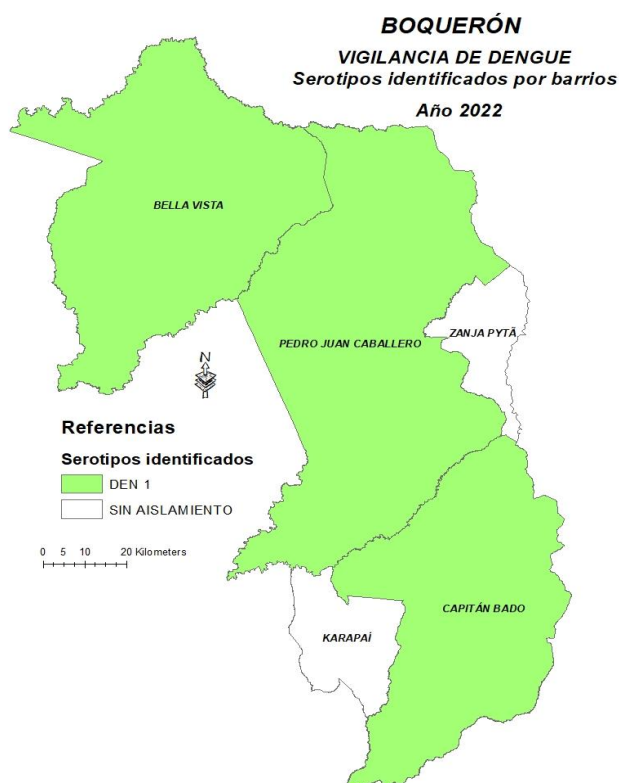 BOQUERÓN
VIGILANCIA DE DENGUE
Serotipos identificados por barrios
Año 2022
BELLA VISTA
PEDRO JUAN CABALLERO
ZANJA PYTÃ
N
Referencias
Serotipos identificados
DEN 1
SIN AISLAMIENTO
0 5 10 20 Kilometers
KARAPAÍ
CAPITÁN BADO